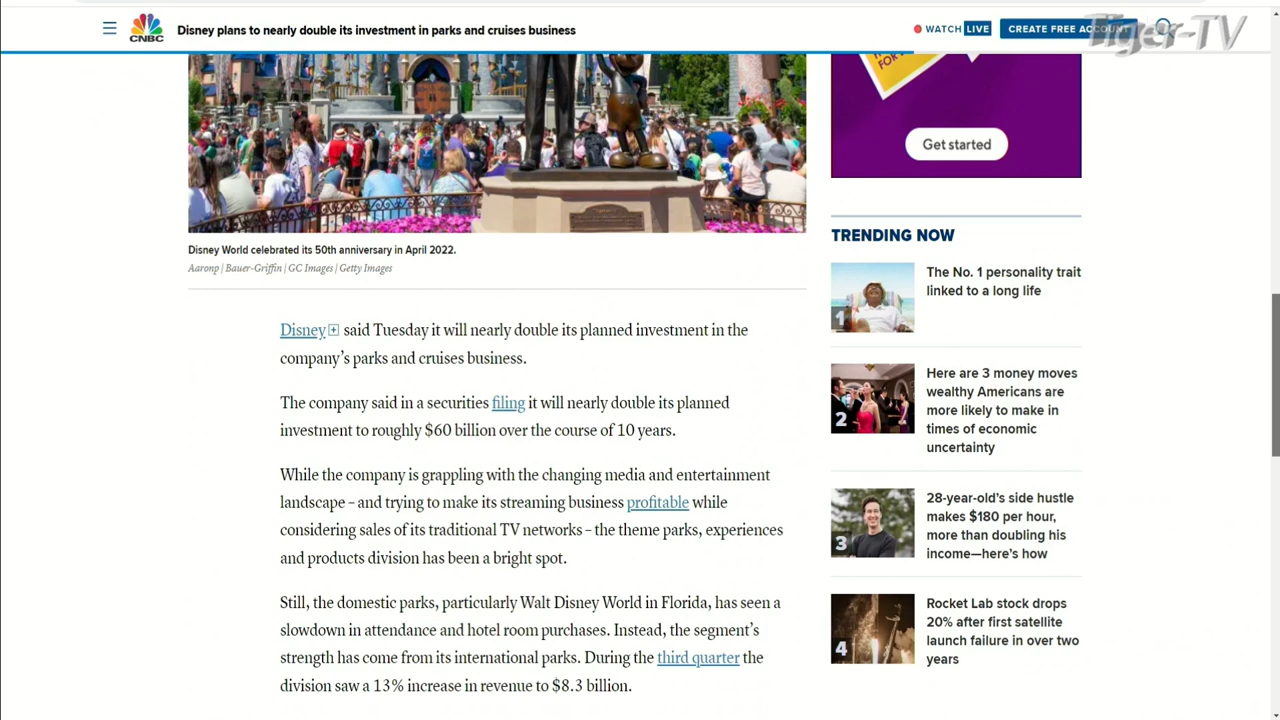 CNBC
Disney plans to nearly double its investment in parks and cruises business
WATCH LIVE
CREATE FREE ACCOUNT
Tiger-TV
FOR
Get started
Disney World celebrated its 50th anniversary in April 2022.
Aaronp | Bauer-Griffin | GC Images | Getty Images
Disney said Tuesday it will nearly double its planned investment in the
company’s parks and cruises business.
The company said in a securities filing it will nearly double its planned
investment to roughly $60 billion over the course of 10 years.
While the company is grappling with the changing media and entertainment
landscape – and trying to make its streaming business profitable while
considering sales of its traditional TV networks – the theme parks, experiences
and products division has been a bright spot.
Still, the domestic parks, particularly Walt Disney World in Florida, has seen a
slowdown in attendance and hotel room purchases. Instead, the segment’s
strength has come from its international parks. During the third quarter the
division saw a 13% increase in revenue to $8.3 billion.
TRENDING NOW
1
The No. 1 personality trait
linked to a long life
2
Here are 3 money moves
wealthy Americans are
more likely to make in
times of economic
uncertainty
3
28-year-old’s side hustle
makes $180 per hour,
more than doubling his
income—here’s how
4
Rocket Lab stock drops
20% after first satellite
launch failure in over two
years